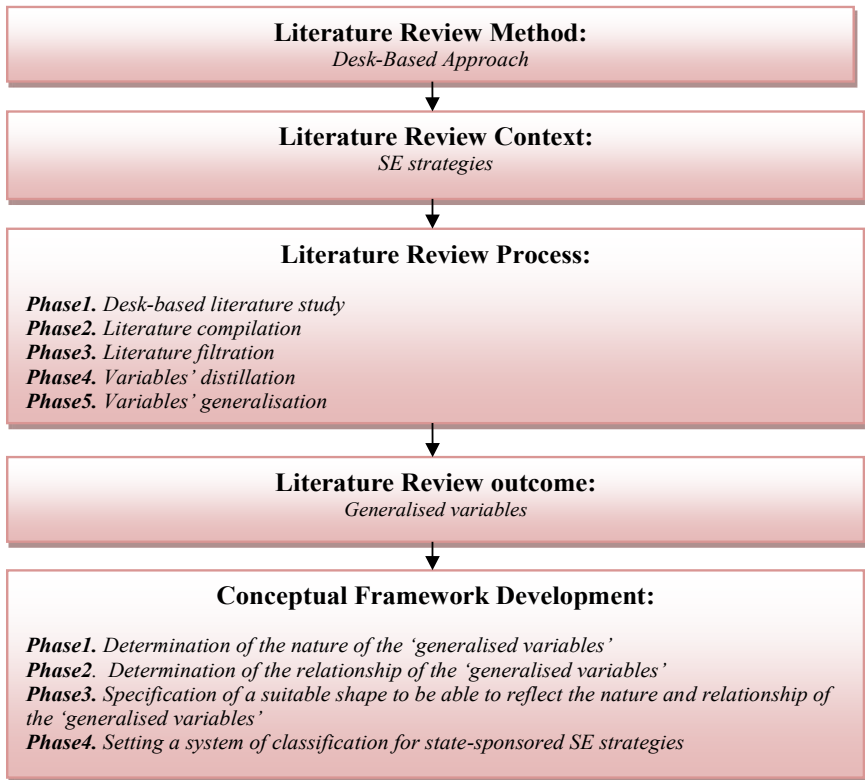 Literature Review Method:
Desk-Based Approach
Literature Review Context:
SE strategies
Literature Review Process:
Phase1. Desk-based literature study
Phase2. Literature compilation
Phase3. Literature filtration
Phase4. Variables’ distillation
Phase5. Variables’ generalisation
Literature Review outcome:
Generalised variables
Conceptual Framework Development:
Phase1. Determination of the nature of the ‘generalised variables’
Phase2. Determination of the relationship of the ‘generalised variables’
Phase3. Specification of a suitable shape to be able to reflect the nature and relationship of
the ‘generalised variables’
Phase4. Setting a system of classification for state-sponsored SE strategies